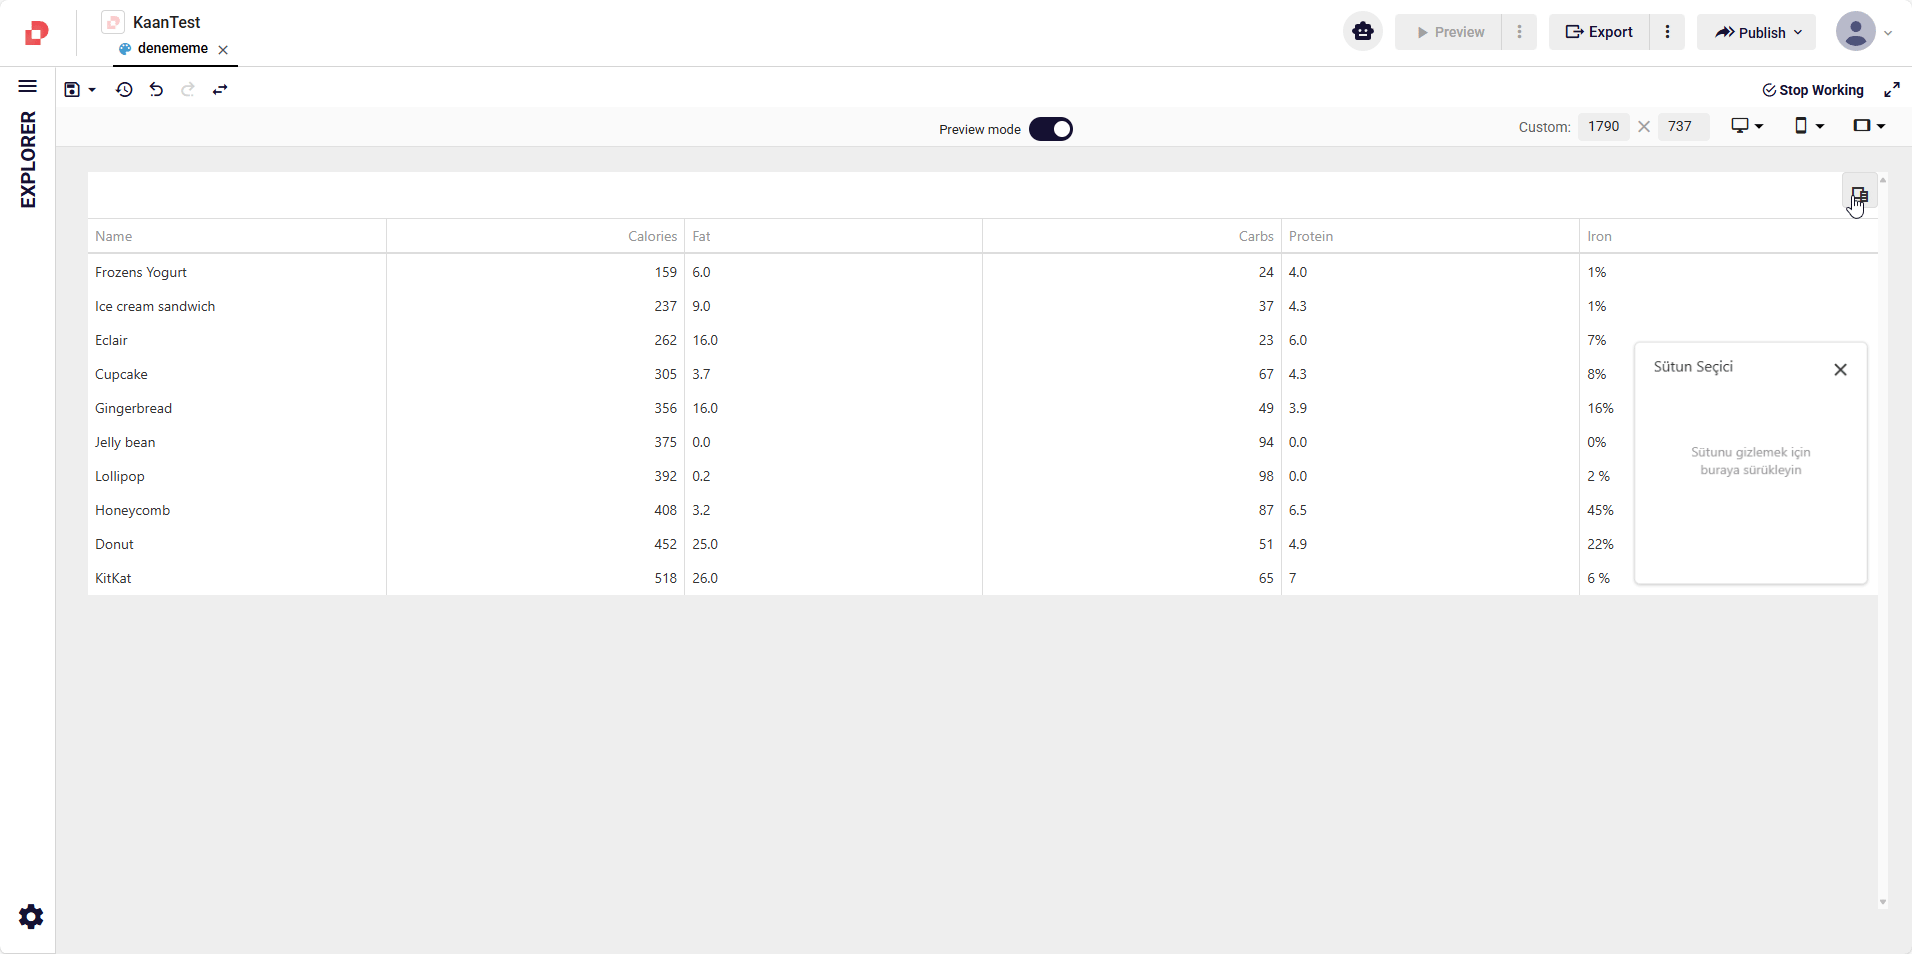 KaanTest
denememe
Preview
Export
Publish
EXPLORER
Stop Working
Preview mode
Custom: 1790 737
Name Calories Fat Carbs Protein Iron
Frozens Yogurt 159 6.0 24 4.0 1%
Ice cream sandwich 237 9.0 37 4.3 1%
Eclair 262 16.0 23 6.0 7%
Cupcake 305 3.7 67 4.3 8%
Gingerbread 356 16.0 49 3.9 16%
Jelly bean 375 0.0 94 0.0 0%
Lollipop 392 0.2 98 0.0 2 %
Honeycomb 408 3.2 87 6.5 45%
Donut 452 25.0 51 4.9 22%
KitKat 518 26.0 65 7 6 %
Sütun Seçici
Sütunu gizlemek için
buraya sürükleyin